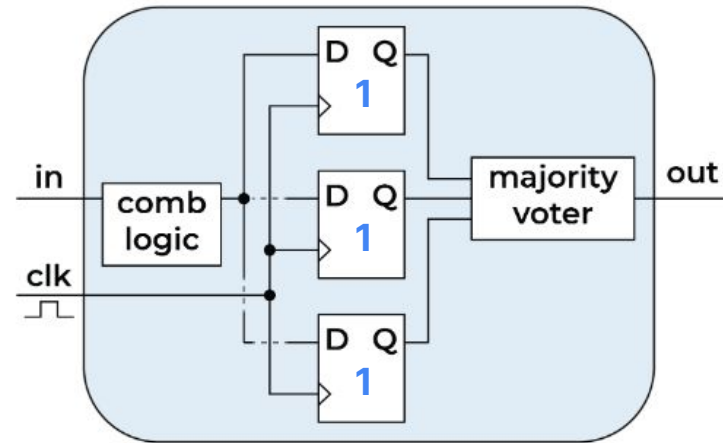 D Q
1
in
comb
logic
D Q
1
majority
voter
out
clk
D Q
1